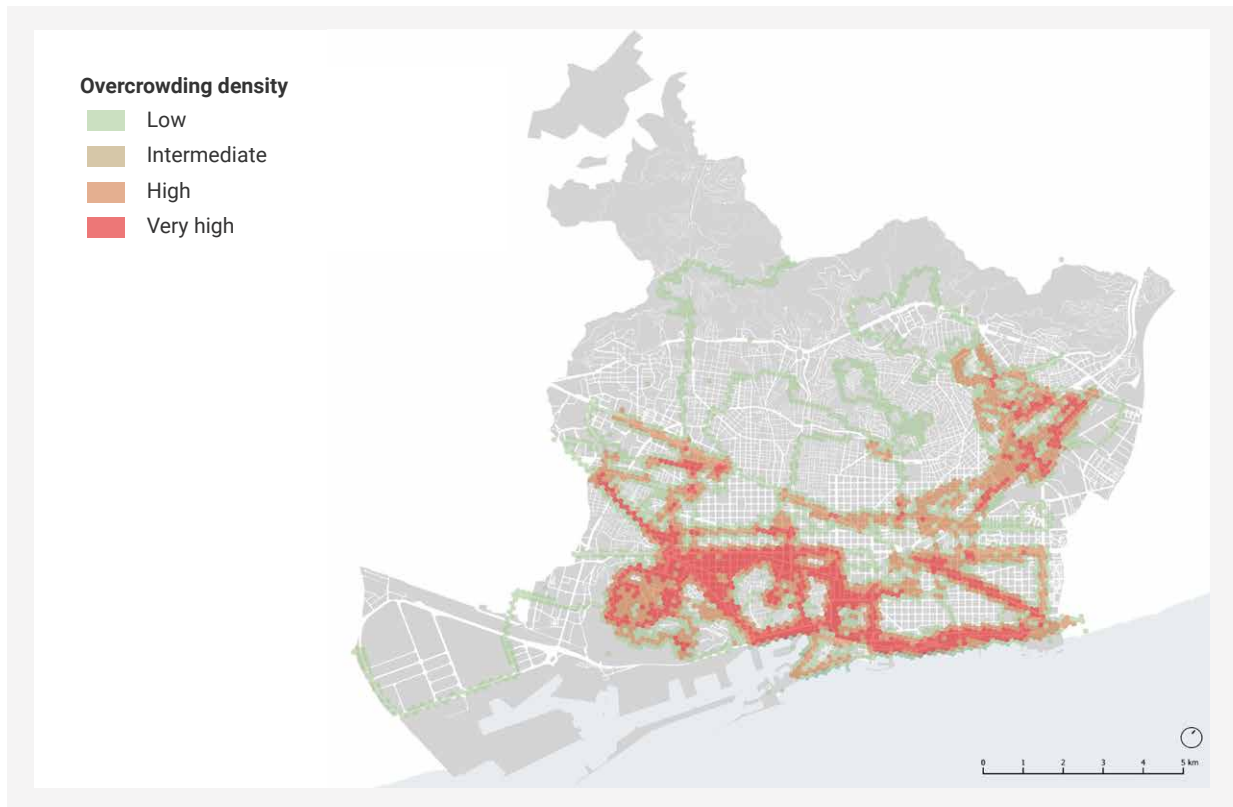 Overcrowding density
Low
Intermediate
High
Very high
0 1 2 3 4 5 km